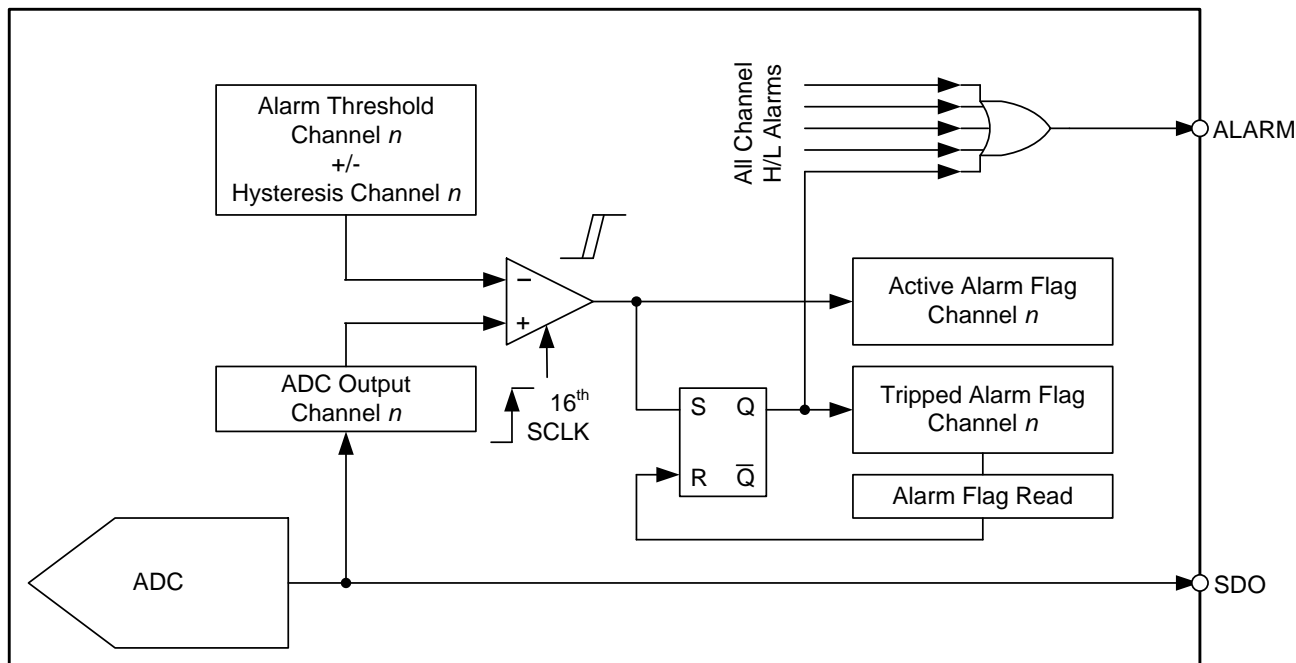 Alarm Threshold
Channel n
+/-
Hysteresis Channel n
All Channel
H/L Alarms
ALARM
−
+
Active Alarm Flag
Channel n
ADC Output
Channel n
16th
SCLK
S Q
R Q̅
Tripped Alarm Flag
Channel n
Alarm Flag Read
ADC
SDO